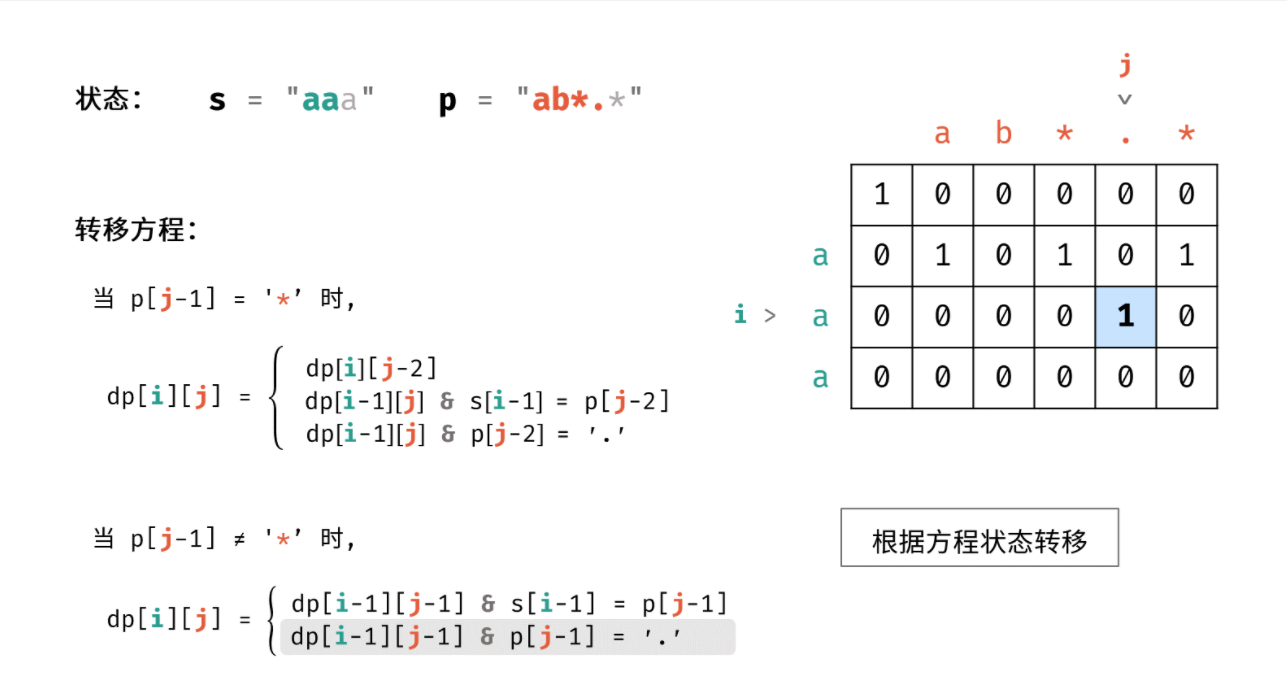 状态： s = "aaa" p = "ab*.*"
转移方程：
当 p[j-1] = '*’ 时，
dp[i][j] =
dp[i][j-2]
dp[i-1][j] & s[i-1] = p[j-2]
dp[i-1][j] & p[j-2] = ’.’
当 p[j-1] ≠ '*’ 时，
dp[i][j] =
dp[i-1][j-1] & s[i-1] = p[j-1]
dp[i-1][j-1] & p[j-1] = ’.’
j
˅
a b * . *
1 0 0 0 0 0
a 0 1 0 1 0 1
i > a 0 0 0 0 1 0
a 0 0 0 0 0 0
根据方程状态转移